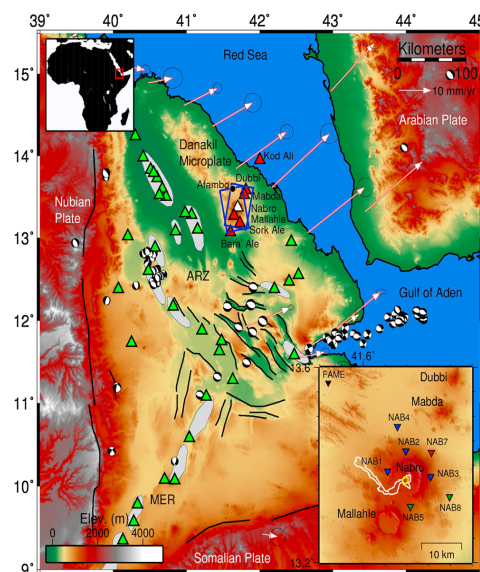 39° 40° 41° 42° 43° 44° 45°
15°
14°
13°
12°
11°
10°
9°
Red Sea
Kilometers
0 100
10 mm/yr
Arabian Plate
Danakil
Microplate
Kod Ali
Dubbi
Alambo
Mabda
Nabro
Mallahle
Sork Ale
Bara' Ale
Nubian
Plate
ARZ
Gulf of Aden
13.6°
41.6°
FAME
Dubbi
Mabda
NAB4
NAB2
NAB7
NAB1
Nabro
NAB3
Mallahle
NAB5
NAB8
10 km
13.2°
MER
Elev. (m)
0 2000 4000
Somalian Plate